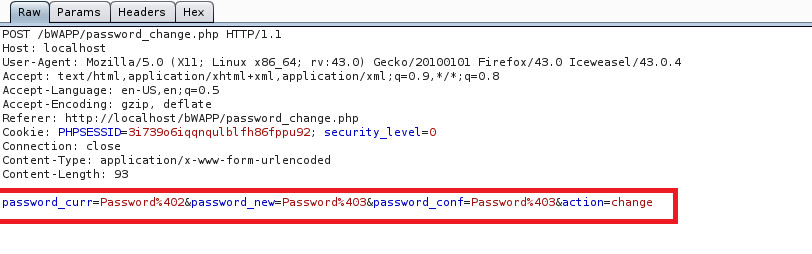 Raw Params Headers Hex
POST /bWAPP/password_change.php HTTP/1.1
Host: localhost
User-Agent: Mozilla/5.0 (X11; Linux x86_64; rv:43.0) Gecko/20100101 Firefox/43.0 Iceweasel/43.0.4
Accept: text/html,application/xhtml+xml,application/xml;q=0.9,*/*;q=0.8
Accept-Language: en-US,en;q=0.5
Accept-Encoding: gzip, deflate
Referer: http://localhost/bWAPP/password_change.php
Cookie: PHPSESSID=3i739o6iqqnqulblfh86fppu92; security_level=0
Connection: close
Content-Type: application/x-www-form-urlencoded
Content-Length: 93
password_curr=Password%402&password_new=Password%403&password_conf=Password%403&action=change